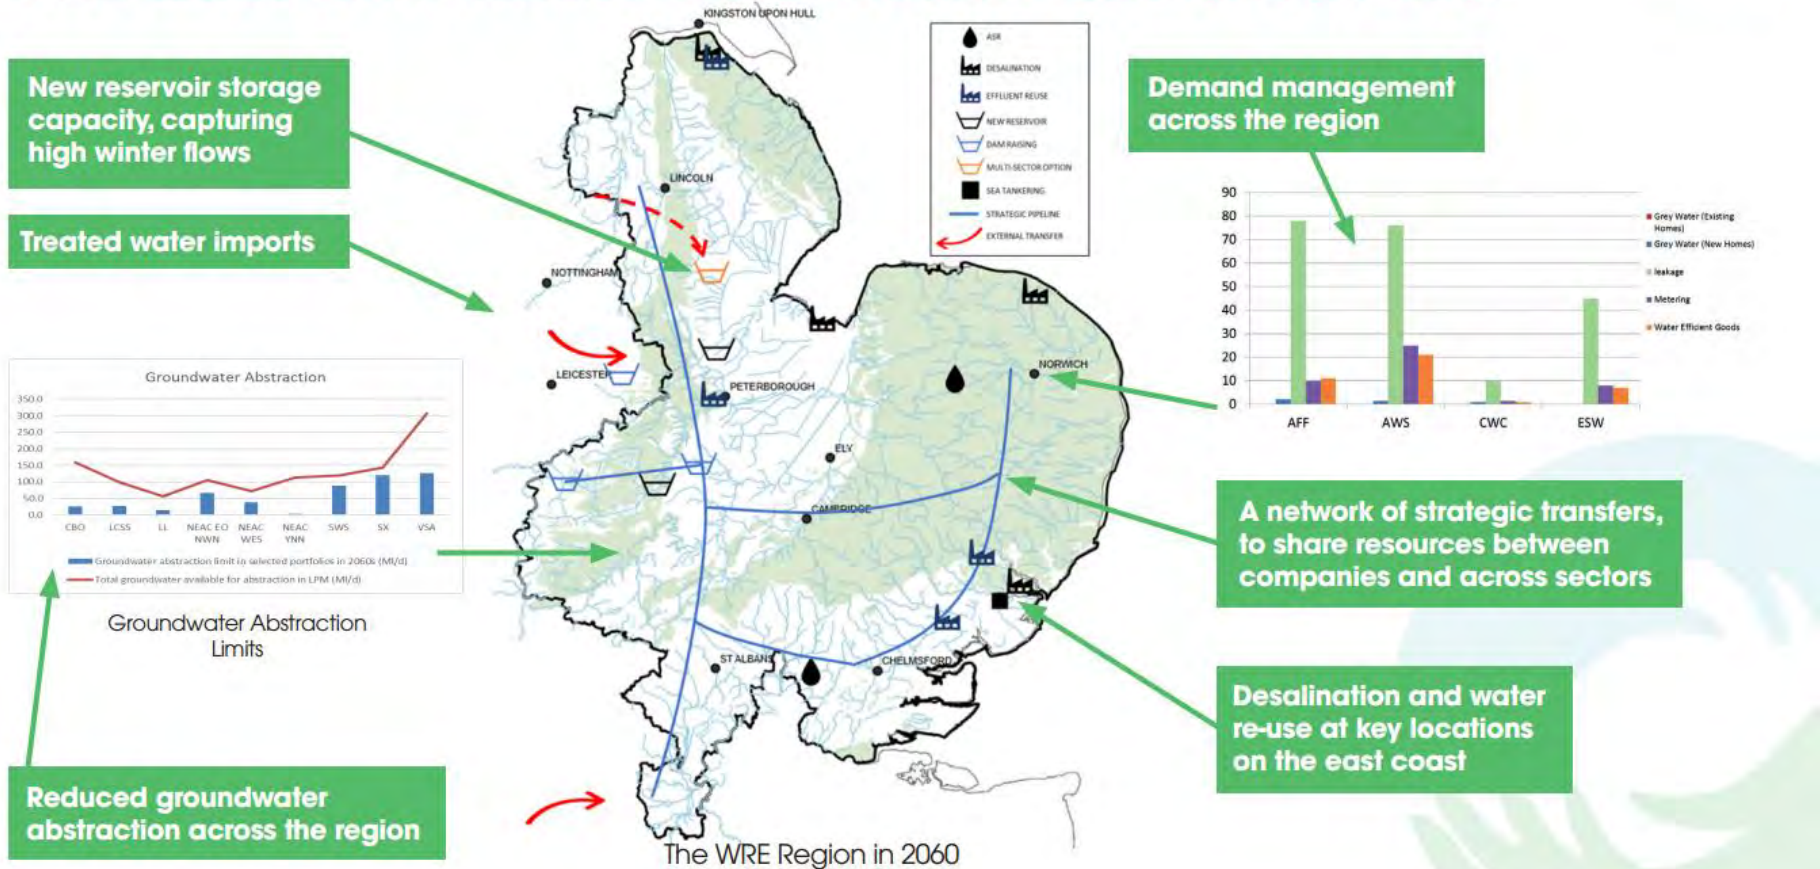 KINGSTON UPON HULL
New reservoir storage
capacity, capturing
high winter flows
Treated water imports
ASR
DESALINATION
EFFLUENT REUSE
NEW RESERVOIR
DAM RAISING
MULTI-SECTOR OPTION
SEA TANKERING
STRATEGIC PIPELINE
EXTERNAL TRANSFER
Demand management
across the region
90
80
70
60
50
40
30
20
10
0
AFF AWS CWC ESW
Grey Water (Existing
Homes)
Grey Water (New Homes)
leakage
Metering
Water Efficient Goods
LINCOLN
NOTTINGHAM
LEICESTER
PETERBOROUGH
NORWICH
ELY
CAMBRIDGE
ST ALBANS
CHELMSFORD
Groundwater Abstraction
350.0
300.0
250.0
200.0
150.0
100.0
50.0
0.0
CBO LCSS LL NEAC EO NEAC NEAC SWS SX VSA
NWN WES YNN
Groundwater abstraction limit in selected portfolios in 2060s (Ml/d)
Total groundwater available for abstraction in LPM (Ml/d)
Groundwater Abstraction
Limits
A network of strategic transfers,
to share resources between
companies and across sectors
Desalination and water
re-use at key locations
on the east coast
Reduced groundwater
abstraction across the region
The WRE Region in 2060